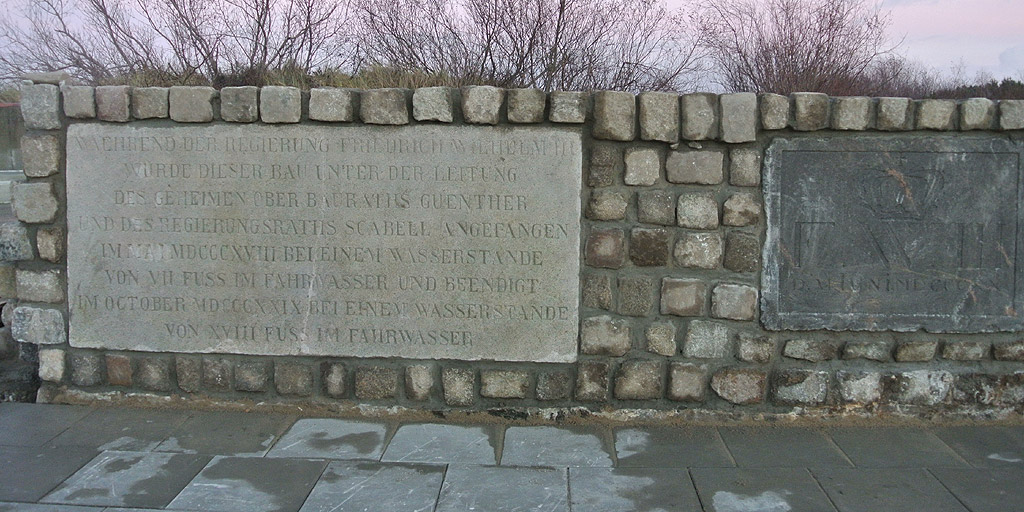 WAEHREND DER REGIERUNG FRIEDRICH WILHELM III
WURDE DIESER BAU UNTER DER LEITUNG
DES GEHEIMEN OBER BAURATHS GUENTHER
UND DES REGIERUNGSRATHS SCABELL ANGEFANGEN
IM MAI MDCCCXVIII BEI EINEM WASSERSTANDE
VON VII FUSS IM FAHRWASSER UND BEENDIGT
IM OCTOBER MDCCCXXIX BEI EINEM WASSERSTANDE
VON XVIII FUSS IM FAHRWASSER